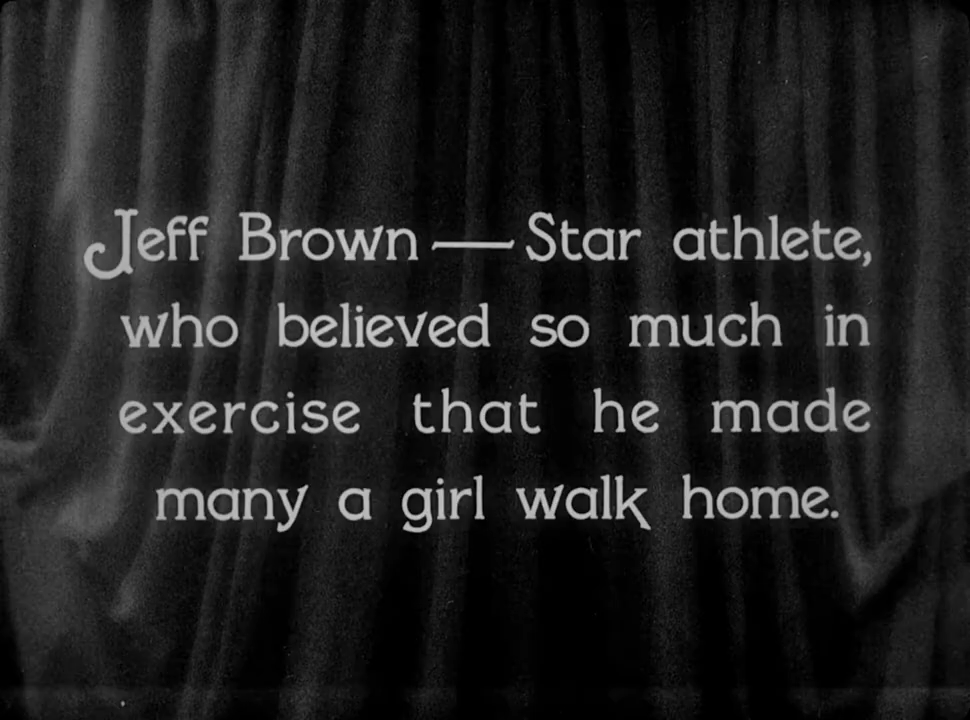 Jeff Brown — Star athlete,
who believed so much in
exercise that he made
many a girl walk home.